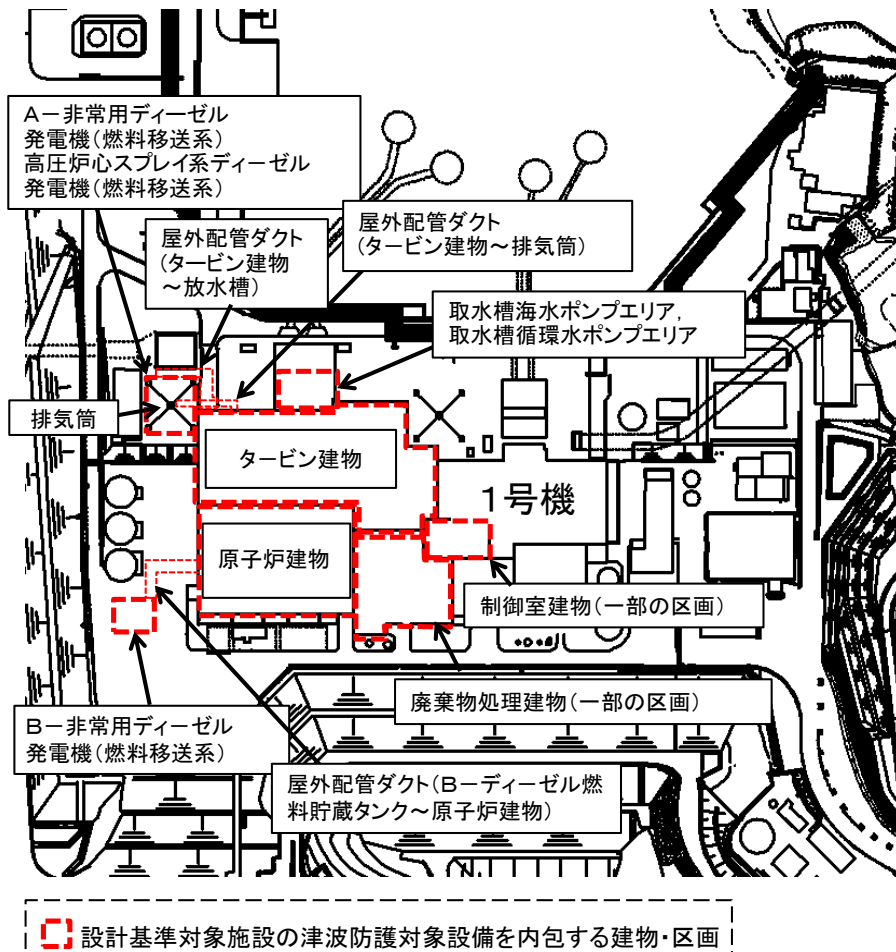 A－非常用ディーゼル
発電機（燃料移送系）
高圧炉心スプレイ系ディーゼル
発電機（燃料移送系）
屋外配管ダクト
（タービン建物
～放水槽）
屋外配管ダクト
（タービン建物～排気筒）
取水槽海水ポンプエリア，
取水槽循環水ポンプエリア
排気筒
タービン建物
１号機
原子炉建物
制御室建物（一部の区画）
廃棄物処理建物（一部の区画）
B－非常用ディーゼル
発電機（燃料移送系）
屋外配管ダクト（B－ディーゼル燃
料貯蔵タンク～原子炉建物）
設計基準対象施設の津波防護対象設備を内包する建物・区画